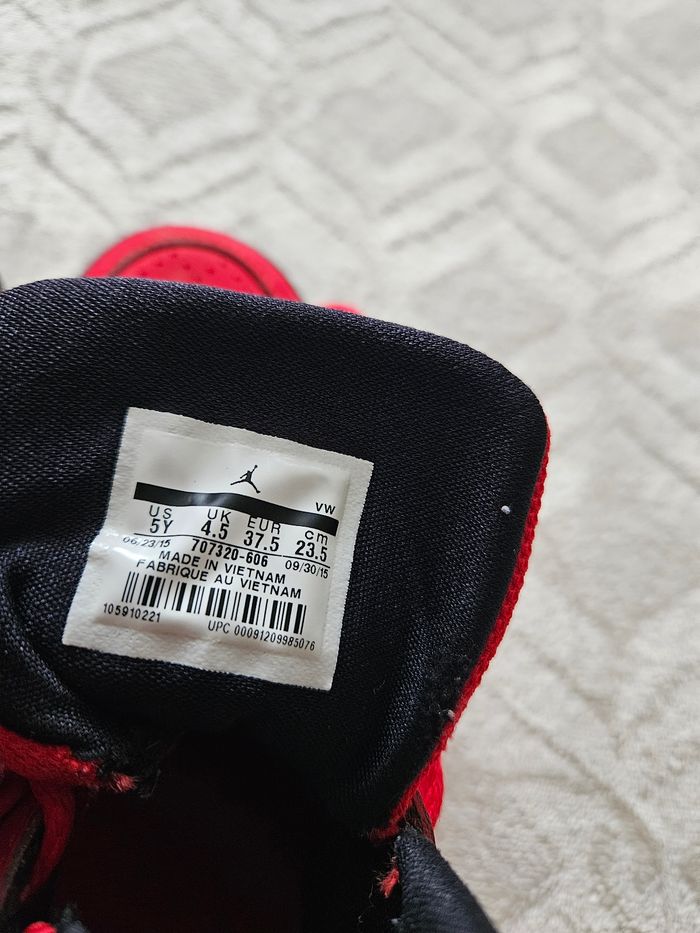 VW
US UK EUR cm
5Y 4.5 37.5 23.5
06/23/15 707320-606 09/30/15
MADE IN VIETNAM
FABRIQUE AU VIETNAM
105910221 UPC 00091209985076